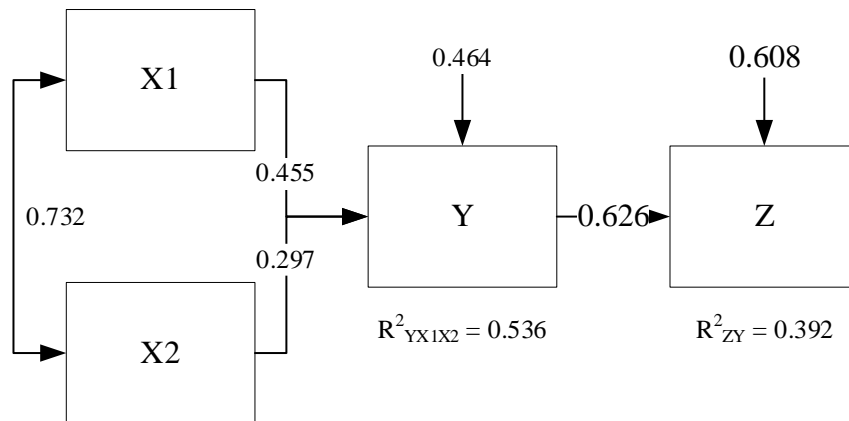 X1
0.464
0.608
0.455
0.732
Y
0.626
Z
0.297
X2
R²YX1X2 = 0.536
R²ZY = 0.392